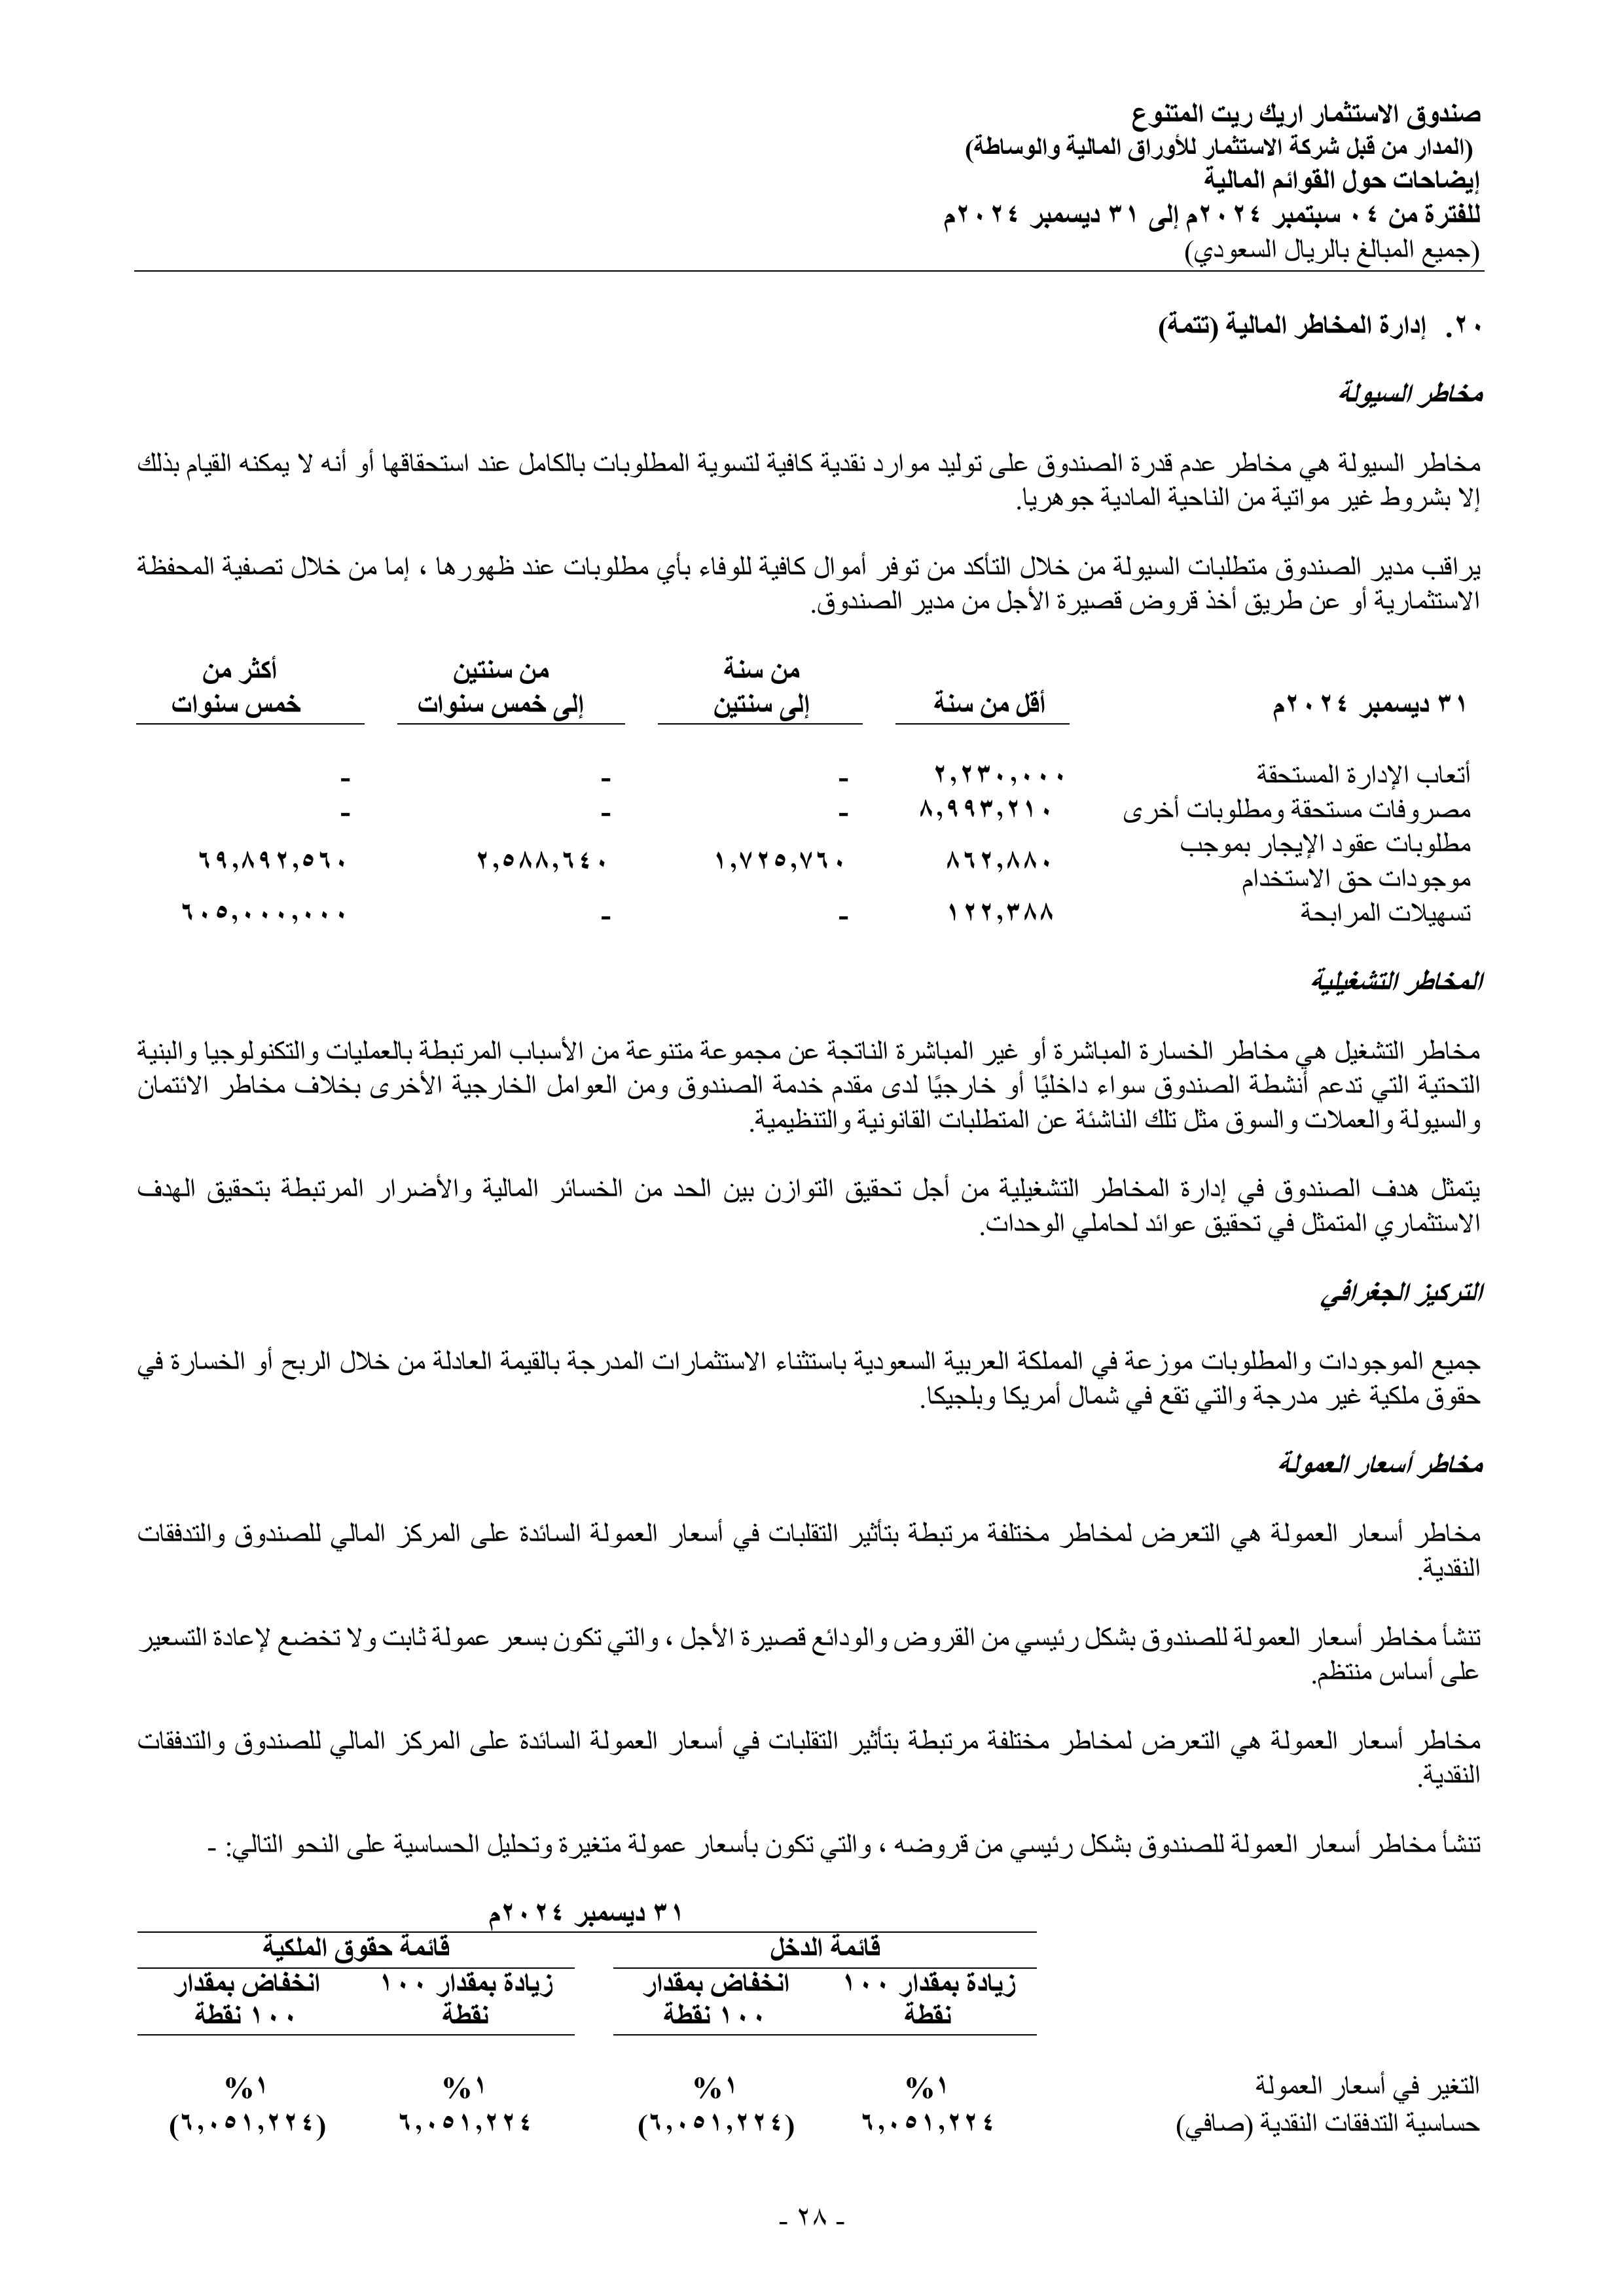 صندوق الاستثمار اريك ريت المتنوع
(المدار من قبل شركة الاستثمار للأوراق المالية والوساطة)
إيضاحات حول القوائم المالية
للفترة من ٠٤ سبتمبر ٢٠٢٤م إلى ٣١ ديسمبر ٢٠٢٤م
(جميع المبالغ بالريال السعودي)
٢٠. إدارة المخاطر المالية (تتمة)
مخاطر السيولة
مخاطر السيولة هي مخاطر عدم قدرة الصندوق على توليد موارد نقدية كافية لتسوية المطلوبات بالكامل عند استحقاقها أو أنه لا يمكنه القيام بذلك
إلا بشروط غير مواتية من الناحية المادية جوهريا.
يراقب مدير الصندوق متطلبات السيولة من خلال التأكد من توفر أموال كافية للوفاء بأي مطلوبات عند ظهورها ، إما من خلال تصفية المحفظة
الاستثمارية أو عن طريق أخذ قروض قصيرة الأجل من مدير الصندوق.
من سنة من سنتين أكثر من
٣١ ديسمبر ٢٠٢٤م أقل من سنة إلى سنتين إلى خمس سنوات خمس سنوات
أتعاب الإدارة المستحقة ٢,٢٣٠,٠٠٠ - - -
مصروفات مستحقة ومطلوبات أخرى ٨,٩٩٣,٢١٠ - - -
مطلوبات عقود الإيجار بموجب ٨٦٢,٨٨٠ ١,٧٢٥,٧٦٠ ٢,٥٨٨,٦٤٠ ٦٩,٨٩٢,٥٦٠
موجودات حق الاستخدام
تسهيلات المرابحة ١٢٢,٣٨٨ - - ٦٠٥,٠٠٠,٠٠٠
المخاطر التشغيلية
مخاطر التشغيل هي مخاطر الخسارة المباشرة أو غير المباشرة الناتجة عن مجموعة متنوعة من الأسباب المرتبطة بالعمليات والتكنولوجيا والبنية
التحتية التي تدعم أنشطة الصندوق سواء داخليًا أو خارجيًا لدى مقدم خدمة الصندوق ومن العوامل الخارجية الأخرى بخلاف مخاطر الائتمان
والسيولة والعملات والسوق مثل تلك الناشئة عن المتطلبات القانونية والتنظيمية.
يتمثل هدف الصندوق في إدارة المخاطر التشغيلية من أجل تحقيق التوازن بين الحد من الخسائر المالية والأضرار المرتبطة بتحقيق الهدف
الاستثماري المتمثل في تحقيق عوائد لحاملي الوحدات.
التركيز الجغرافي
جميع الموجودات والمطلوبات موزعة في المملكة العربية السعودية باستثناء الاستثمارات المدرجة بالقيمة العادلة من خلال الربح أو الخسارة في
حقوق ملكية غير مدرجة والتي تقع في شمال أمريكا وبلجيكا.
مخاطر أسعار العمولة
مخاطر أسعار العمولة هي التعرض لمخاطر مختلفة مرتبطة بتأثير التقلبات في أسعار العمولة السائدة على المركز المالي للصندوق والتدفقات
النقدية.
تنشأ مخاطر أسعار العمولة للصندوق بشكل رئيسي من القروض والودائع قصيرة الأجل ، والتي تكون بسعر عمولة ثابت ولا تخضع لإعادة التسعير
على أساس منتظم.
مخاطر أسعار العمولة هي التعرض لمخاطر مختلفة مرتبطة بتأثير التقلبات في أسعار العمولة السائدة على المركز المالي للصندوق والتدفقات
النقدية.
تنشأ مخاطر أسعار العمولة للصندوق بشكل رئيسي من قروضه ، والتي تكون بأسعار عمولة متغيرة وتحليل الحساسية على النحو التالي: -
٣١ ديسمبر ٢٠٢٤م
قائمة الدخل قائمة حقوق الملكية
زيادة بمقدار ١٠٠ انخفاض بمقدار زيادة بمقدار ١٠٠ انخفاض بمقدار
نقطة ١٠٠ نقطة نقطة ١٠٠ نقطة
التغير في أسعار العمولة ١% ١% ١% ١%
حساسية التدفقات النقدية (صافي) ٦,٠٥١,٢٢٤ (٦,٠٥١,٢٢٤) ٦,٠٥١,٢٢٤ (٦,٠٥١,٢٢٤)
- ٢٨ -